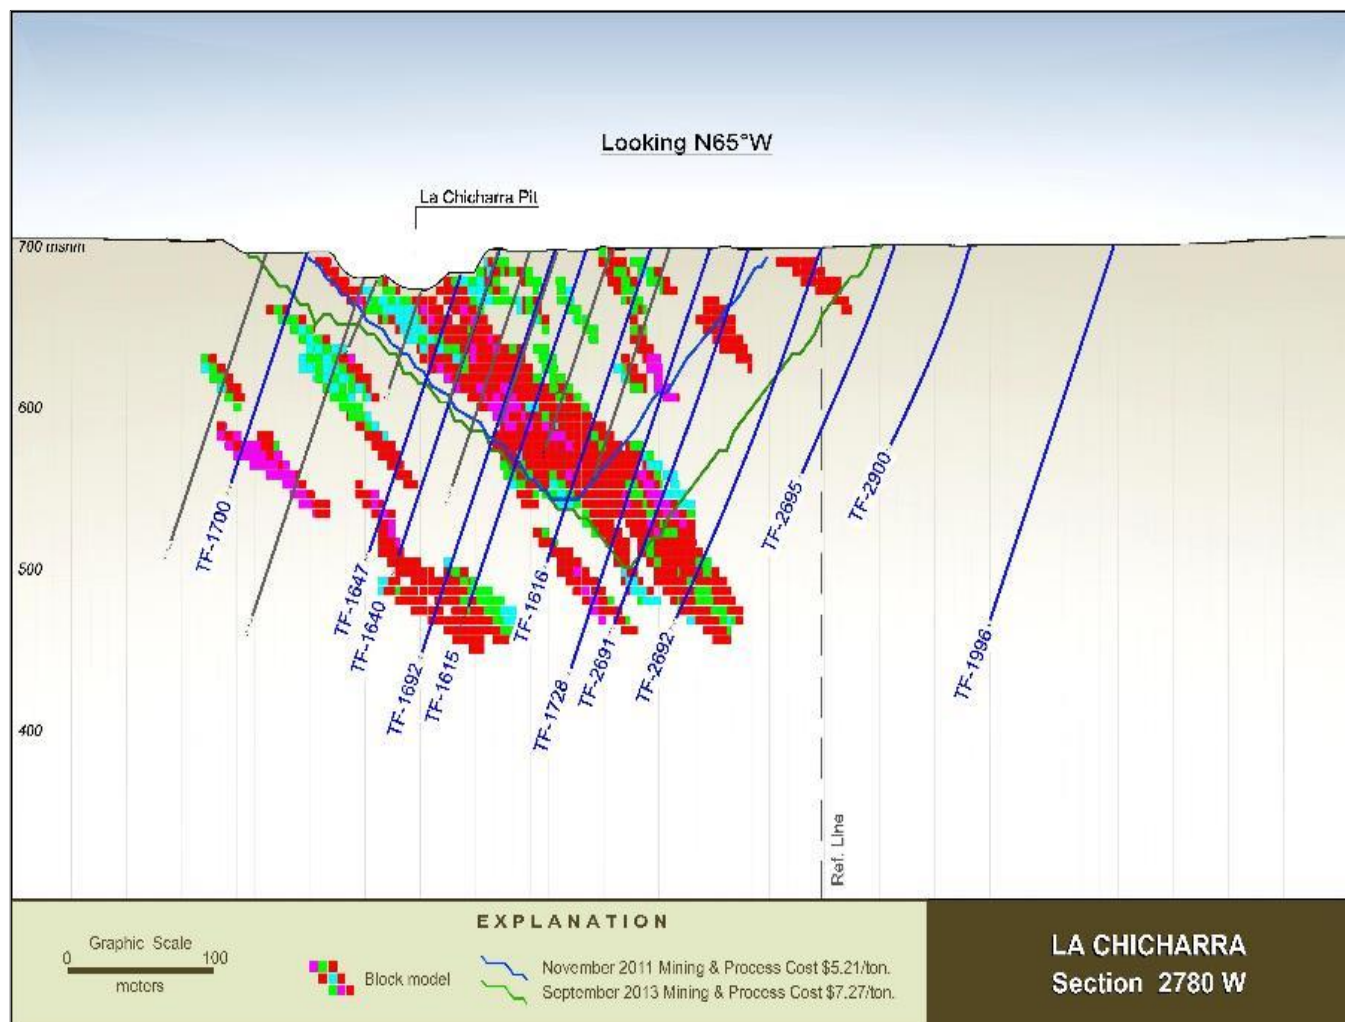 Looking N65°W
La Chicharra Pit
700 msnm
600
500
400
TF-1700
TF-1647
TF-1640
TF-1692
TF-1615
TF-1616
TF-1728
TF-2691
TF-2692
TF-2695
TF-2900
TF-1996
Ref. Line
EXPLANATION
Graphic Scale
0 100
meters
Block model
November 2011 Mining & Process Cost $5.21/ton.
September 2013 Mining & Process Cost $7.27/ton.
LA CHICHARRA
Section 2780 W